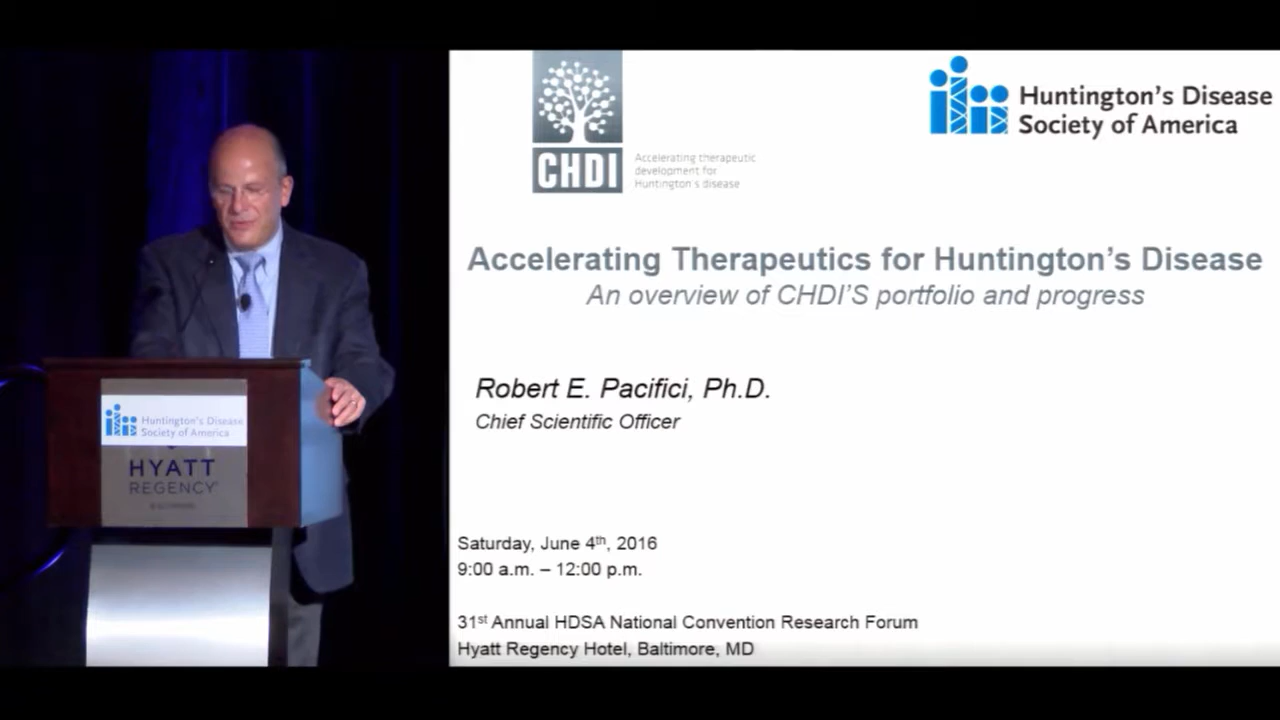 CHDI
Accelerating therapeutic
development for
Huntington's disease
Huntington's Disease
Society of America
Accelerating Therapeutics for Huntington's Disease
An overview of CHDI'S portfolio and progress
Robert E. Pacifici, Ph.D.
Chief Scientific Officer
Saturday, June 4th, 2016
9:00 a.m. – 12:00 p.m.
31st Annual HDSA National Convention Research Forum
Hyatt Regency Hotel, Baltimore, MD
Huntington's Disease
Society of America
HYATT
REGENCY